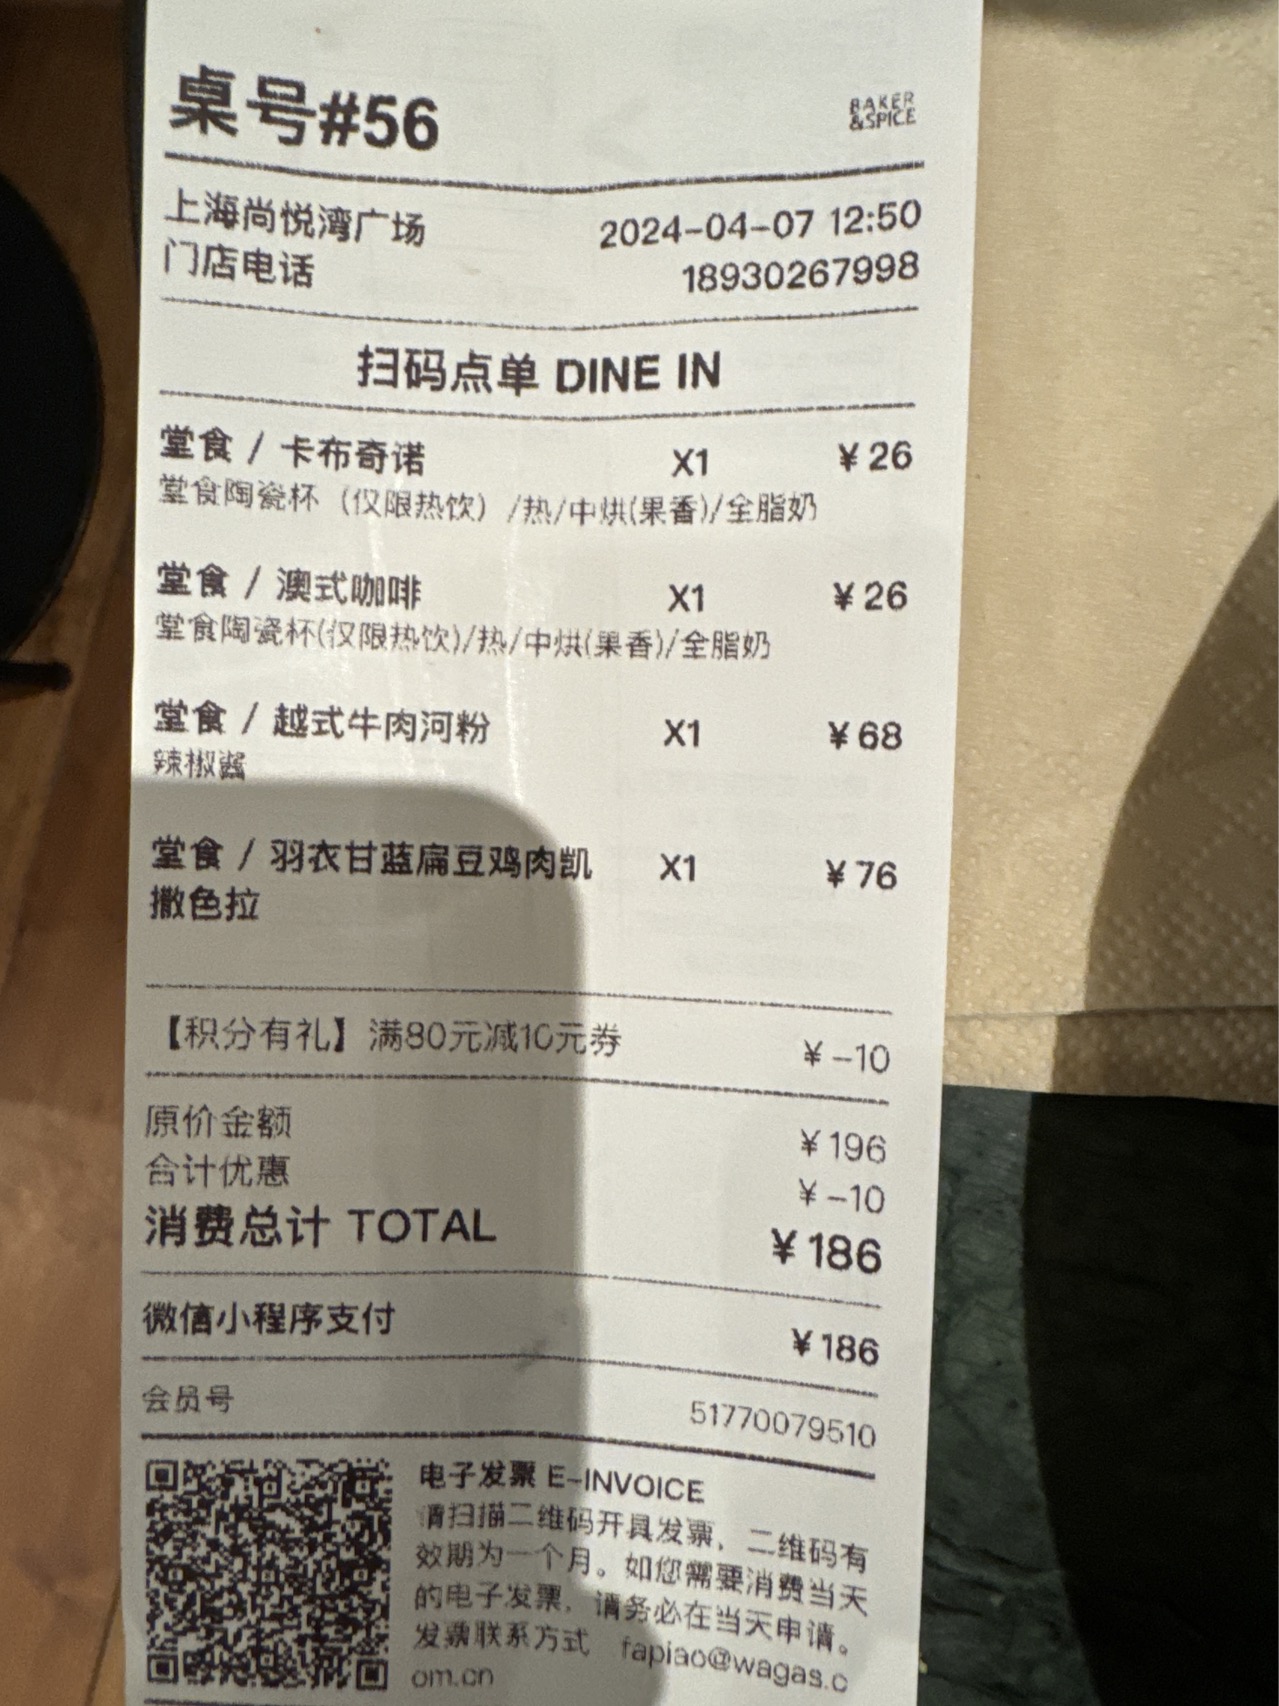 桌号#56
BAKER
&SPICE
上海尚悦湾广场 2024-04-07 12:50
门店电话 18930267998
扫码点单 DINE IN
堂食 / 卡布奇诺 X1 ¥26
堂食陶瓷杯 (仅限热饮) /热/中烘(果香)/全脂奶
堂食 / 澳式咖啡 X1 ¥26
堂食陶瓷杯(仅限热饮)/热/中烘(果香)/全脂奶
堂食 / 越式牛肉河粉 X1 ¥68
辣椒酱
堂食 / 羽衣甘蓝扁豆鸡肉凯 X1 ¥76
撒色拉
【积分有礼】满80元减10元券 ¥-10
原价金额 ¥196
合计优惠 ¥-10
消费总计 TOTAL ¥186
微信小程序支付 ¥186
会员号 51770079510
电子发票 E-INVOICE
请扫描二维码开具发票，二维码有
效期为一个月。如您需要消费当天
的电子发票，请务必在当天申请。
发票联系方式 fapiao@wagas.c
om.cn